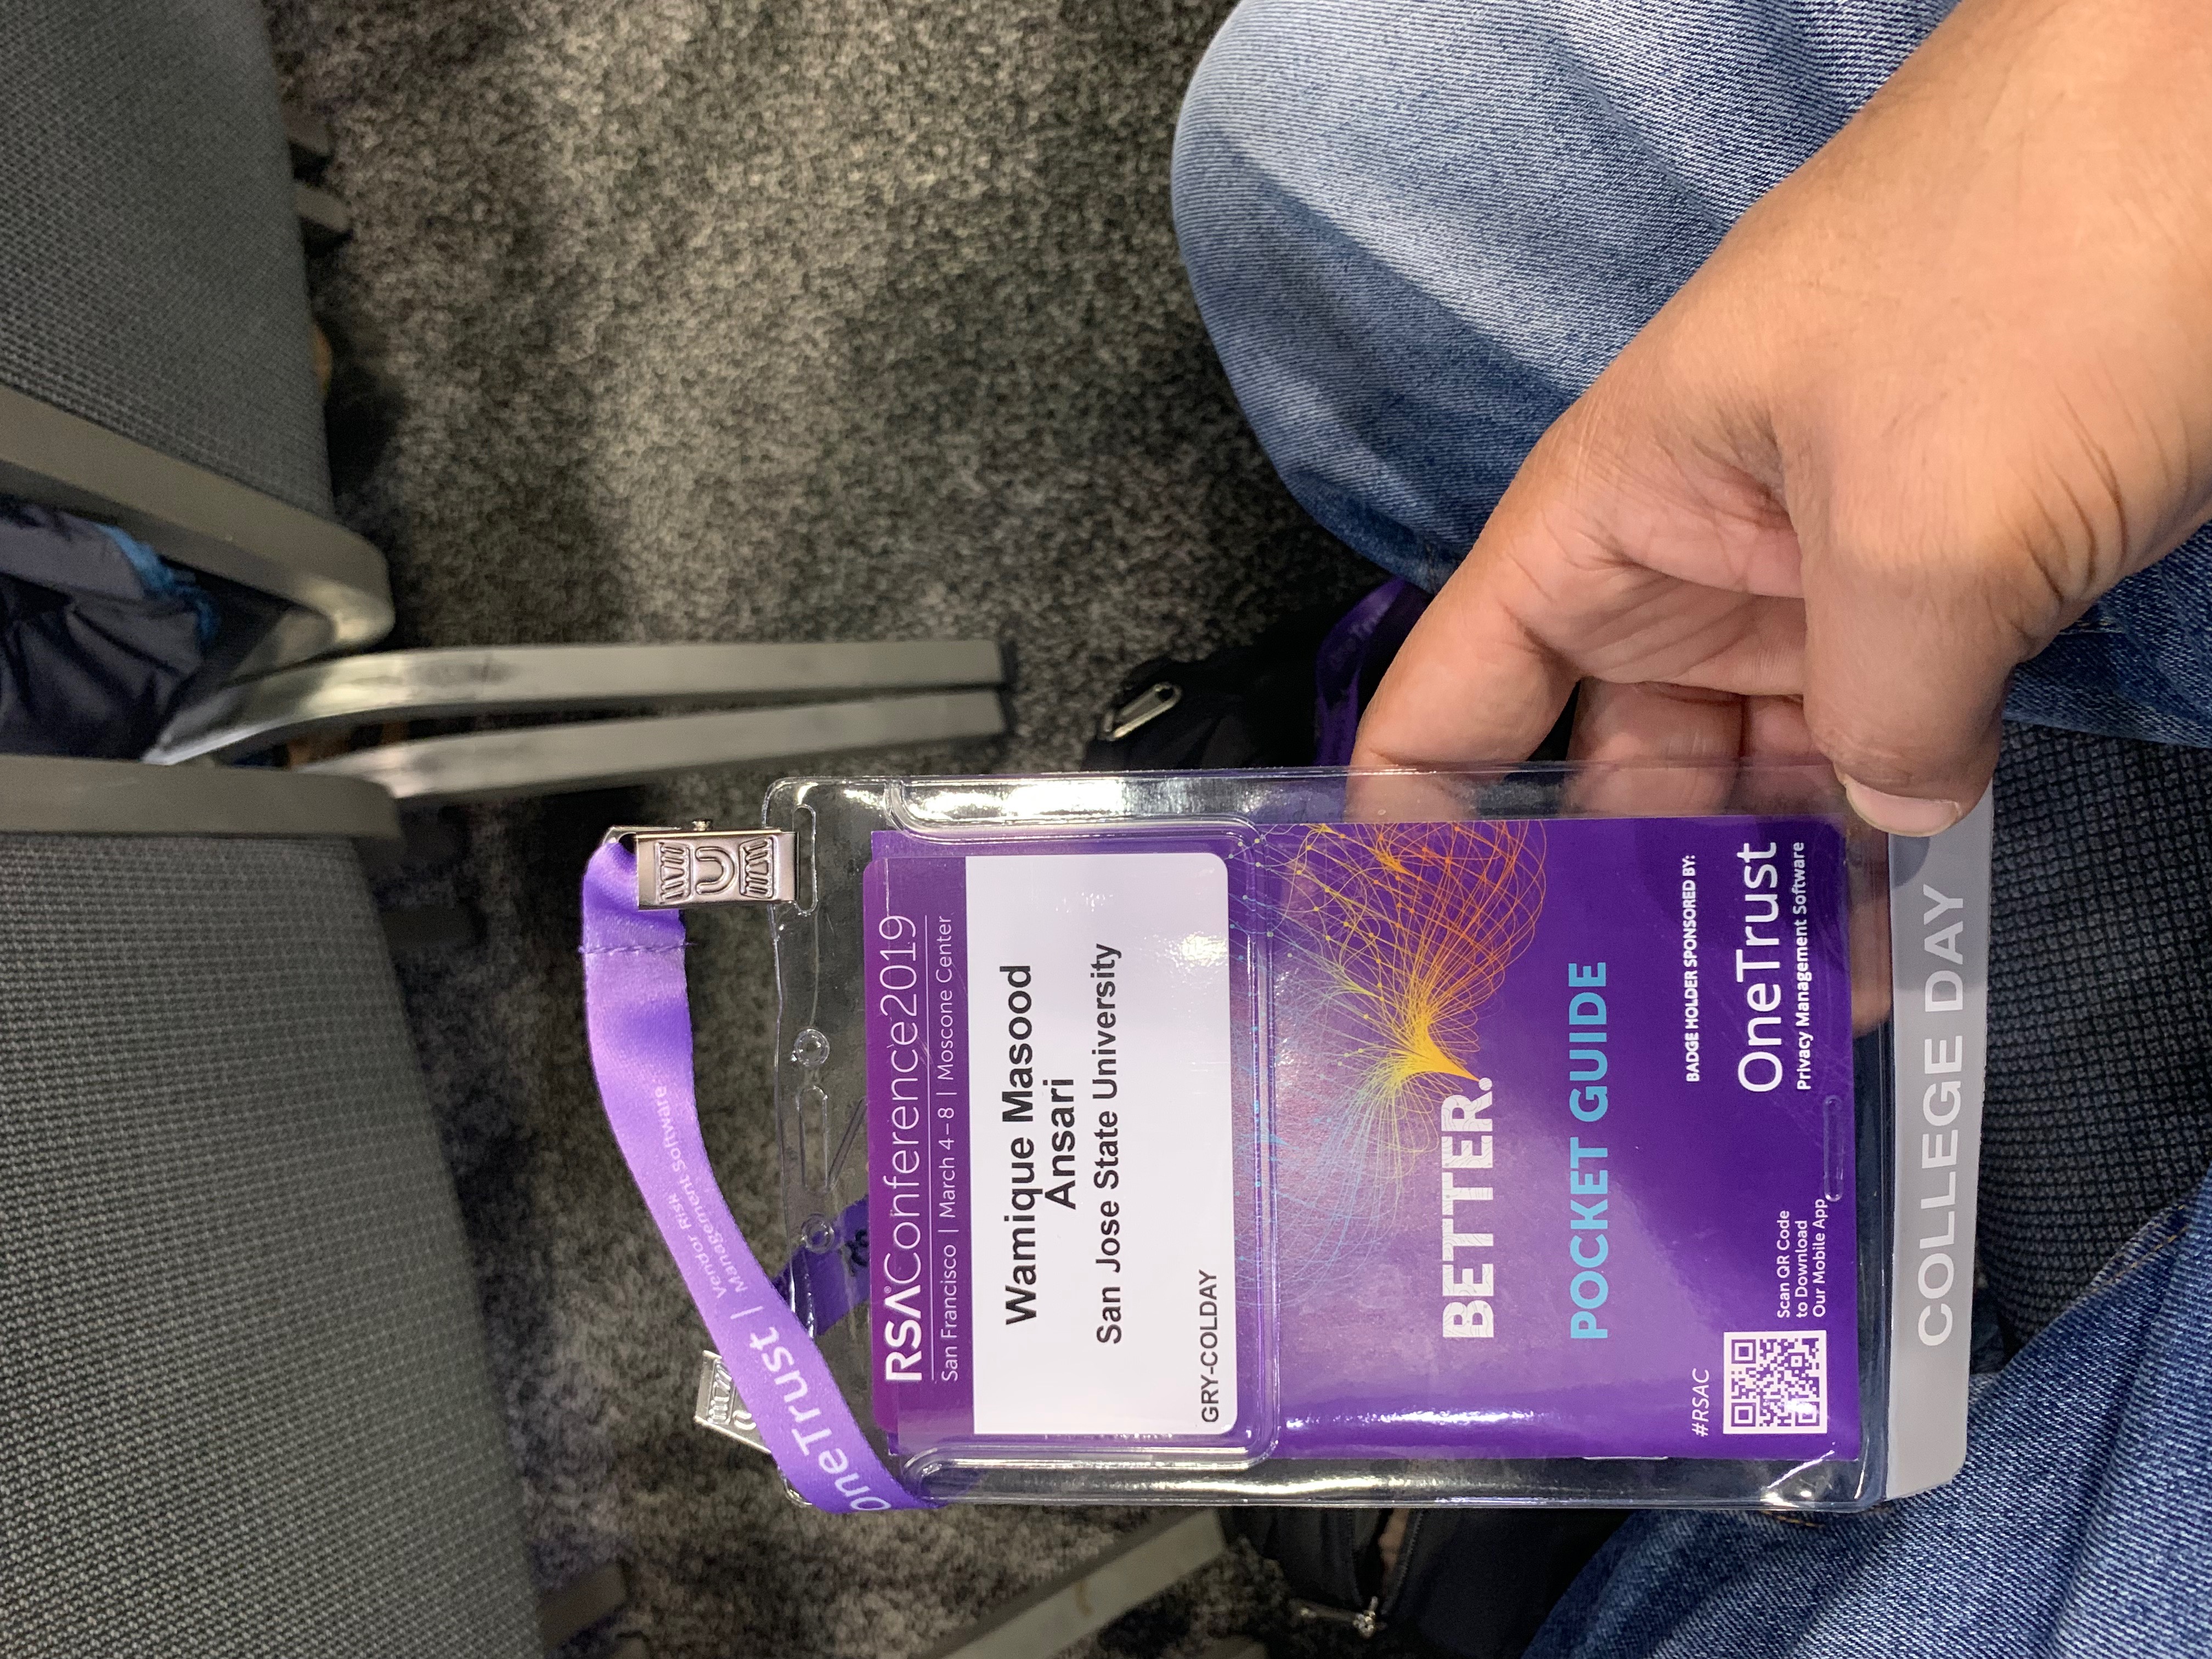 OneTrust | Vendor Risk
Management Software
RSAConference2019
San Francisco | March 4–8 | Moscone Center
Wamique Masood
Ansari
San Jose State University
GRY-COLDAY
BETTER.
POCKET GUIDE
#RSAC
Scan QR Code
to Download
Our Mobile App
BADGE HOLDER SPONSORED BY:
OneTrust
Privacy Management Software
COLLEGE DAY